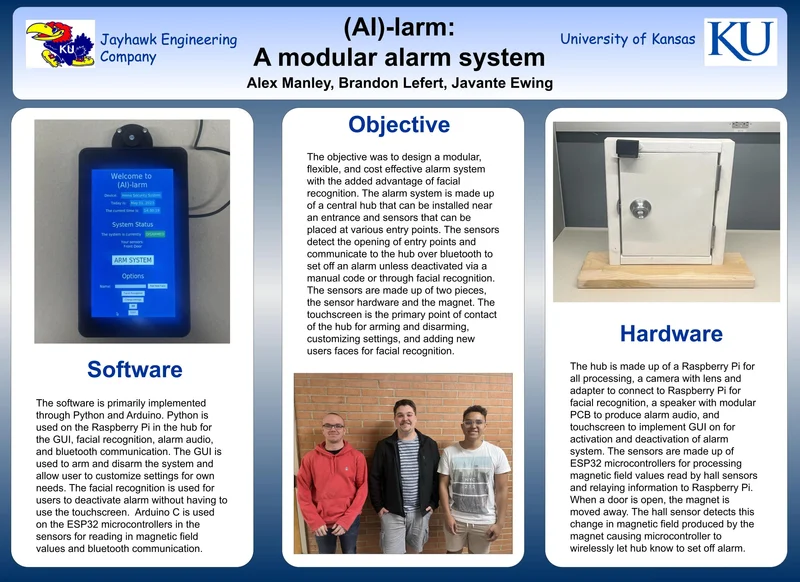 KU
Jayhawk Engineering
Company
(AI)-larm:
A modular alarm system
Alex Manley, Brandon Lefert, Javante Ewing
University of Kansas
KU
Welcome to
(AI)-larm
System Status
The system is currently
Your sensors:
Front Door
ARM SYSTEM
Options
Software
The software is primarily implemented
through Python and Arduino. Python is
used on the Raspberry Pi in the hub for
the GUI, facial recognition, alarm audio,
and bluetooth communication. The GUI is
used to arm and disarm the system and
allow user to customize settings for own
needs. The facial recognition is used for
users to deactivate alarm without having to
use the touchscreen.  Arduino C is used
on the ESP32 microcontrollers in the
sensors for reading in magnetic field
values and bluetooth communication.
Objective
The objective was to design a modular,
flexible, and cost effective alarm system
with the added advantage of facial
recognition. The alarm system is made up
of a central hub that can be installed near
an entrance and sensors that can be
placed at various entry points. The sensors
detect the opening of entry points and
communicate to the hub over bluetooth to
set off an alarm unless deactivated via a
manual code or through facial recognition.
The sensors are made up of two pieces,
the sensor hardware and the magnet. The
touchscreen is the primary point of contact
of the hub for arming and disarming,
customizing settings, and adding new
users faces for facial recognition.
Hardware
The hub is made up of a Raspberry Pi for
all processing, a camera with lens and
adapter to connect to Raspberry Pi for
facial recognition, a speaker with modular
PCB to produce alarm audio, and
touchscreen to implement GUI on for
activation and deactivation of alarm
system. The sensors are made up of
ESP32 microcontrollers for processing
magnetic field values read by hall sensors
and relaying information to Raspberry Pi.
When a door is open, the magnet is
moved away. The hall sensor detects this
change in magnetic field produced by the
magnet causing microcontroller to
wirelessly let hub know to set off alarm.